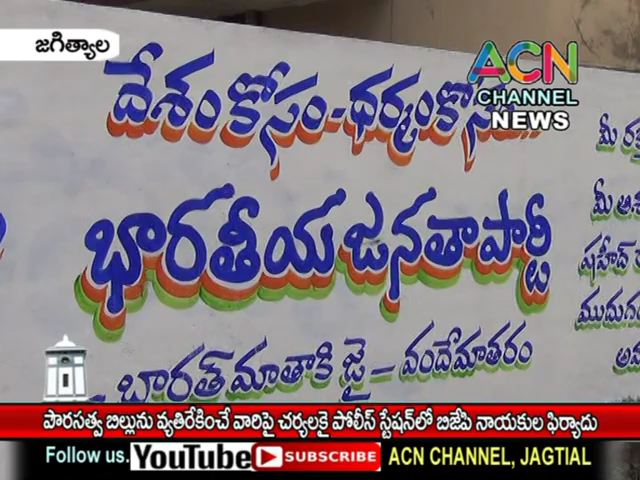 జగిత్యాల
ACN
CHANNEL
NEWS
దేశం కోసం - ధర్మం కోసం
భారతీయ జనతా పార్టీ
- భారత్ మాతాకి జై - వందేమాతరం
మీ
మీ
షహీద్
పౌరసత్వ బిల్లును వ్యతిరేకించే వారిపై చర్యలకై పోలీస్ స్టేషన్‌లో బిజేపి నాయకుల ఫిర్యాదు
Follow us. YouTube SUBSCRIBE ACN CHANNEL, JAGTIAL